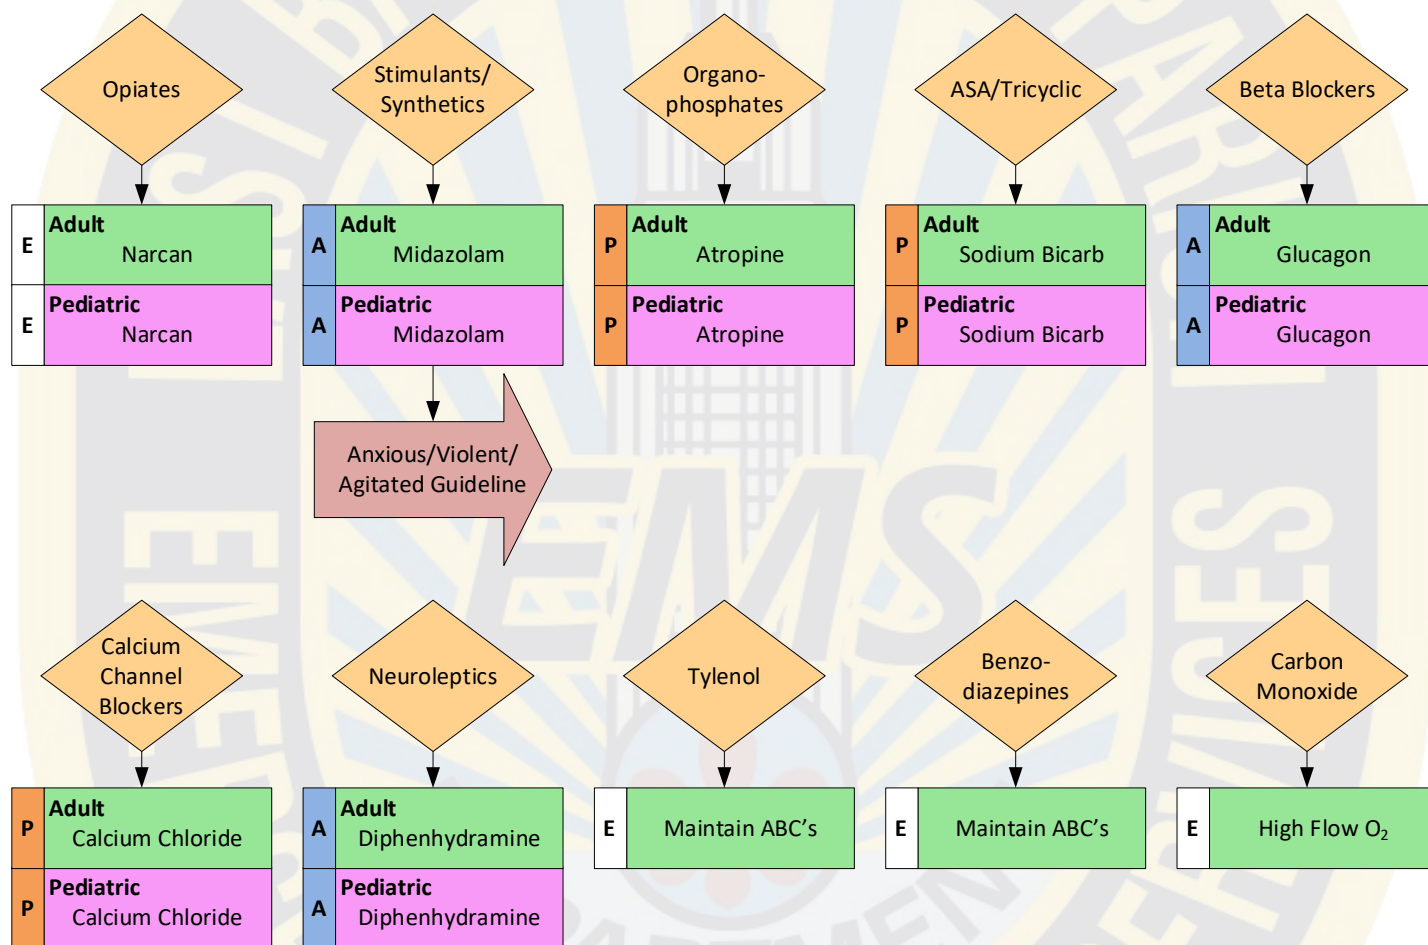 Opiates
Stimulants/
Synthetics
Organo-
phosphates
ASA/Tricyclic
Beta Blockers
E
Adult
Narcan
E
Pediatric
Narcan
A
Adult
Midazolam
A
Pediatric
Midazolam
P
Adult
Atropine
P
Pediatric
Atropine
P
Adult
Sodium Bicarb
P
Pediatric
Sodium Bicarb
A
Adult
Glucagon
A
Pediatric
Glucagon
Anxious/Violent/
Agitated Guideline
EMS
Calcium
Channel
Blockers
Neuroleptics
Tylenol
Benzo-
diazepines
Carbon
Monoxide
P
Adult
Calcium Chloride
P
Pediatric
Calcium Chloride
A
Adult
Diphenhydramine
A
Pediatric
Diphenhydramine
E
Maintain ABC's
E
Maintain ABC's
E
High Flow O₂